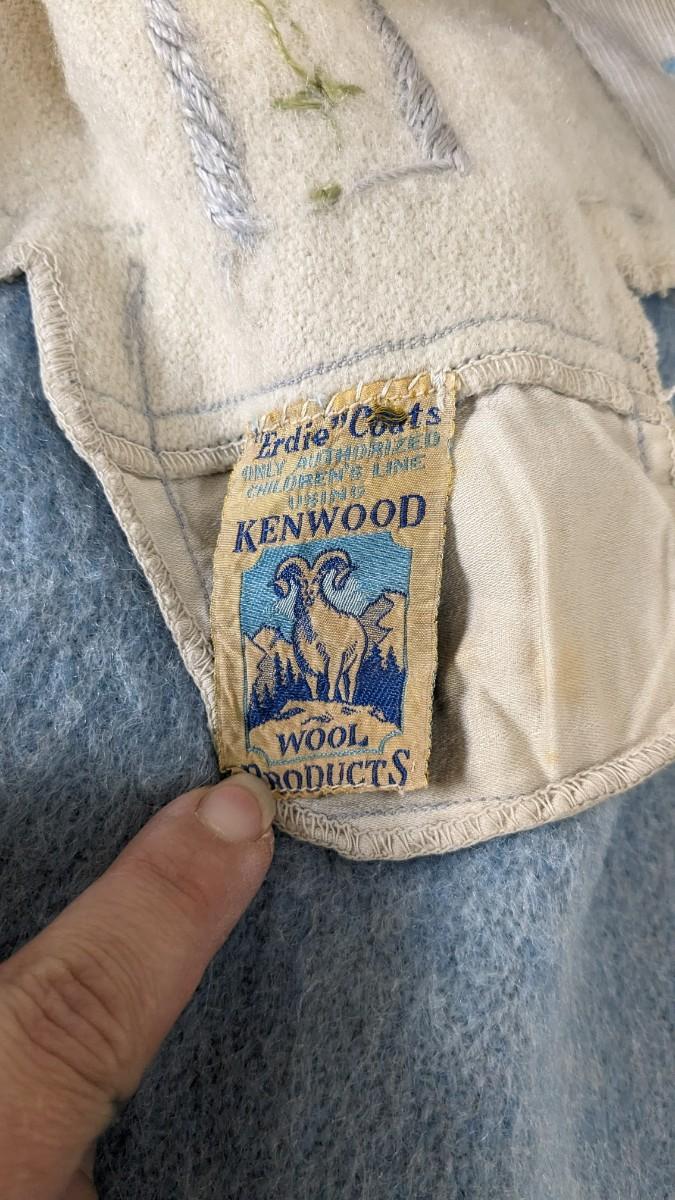 "Erdie" Coats
ONLY AUTHORIZED
CHILDREN'S LINE
USING
KENWOOD
WOOL
PRODUCTS